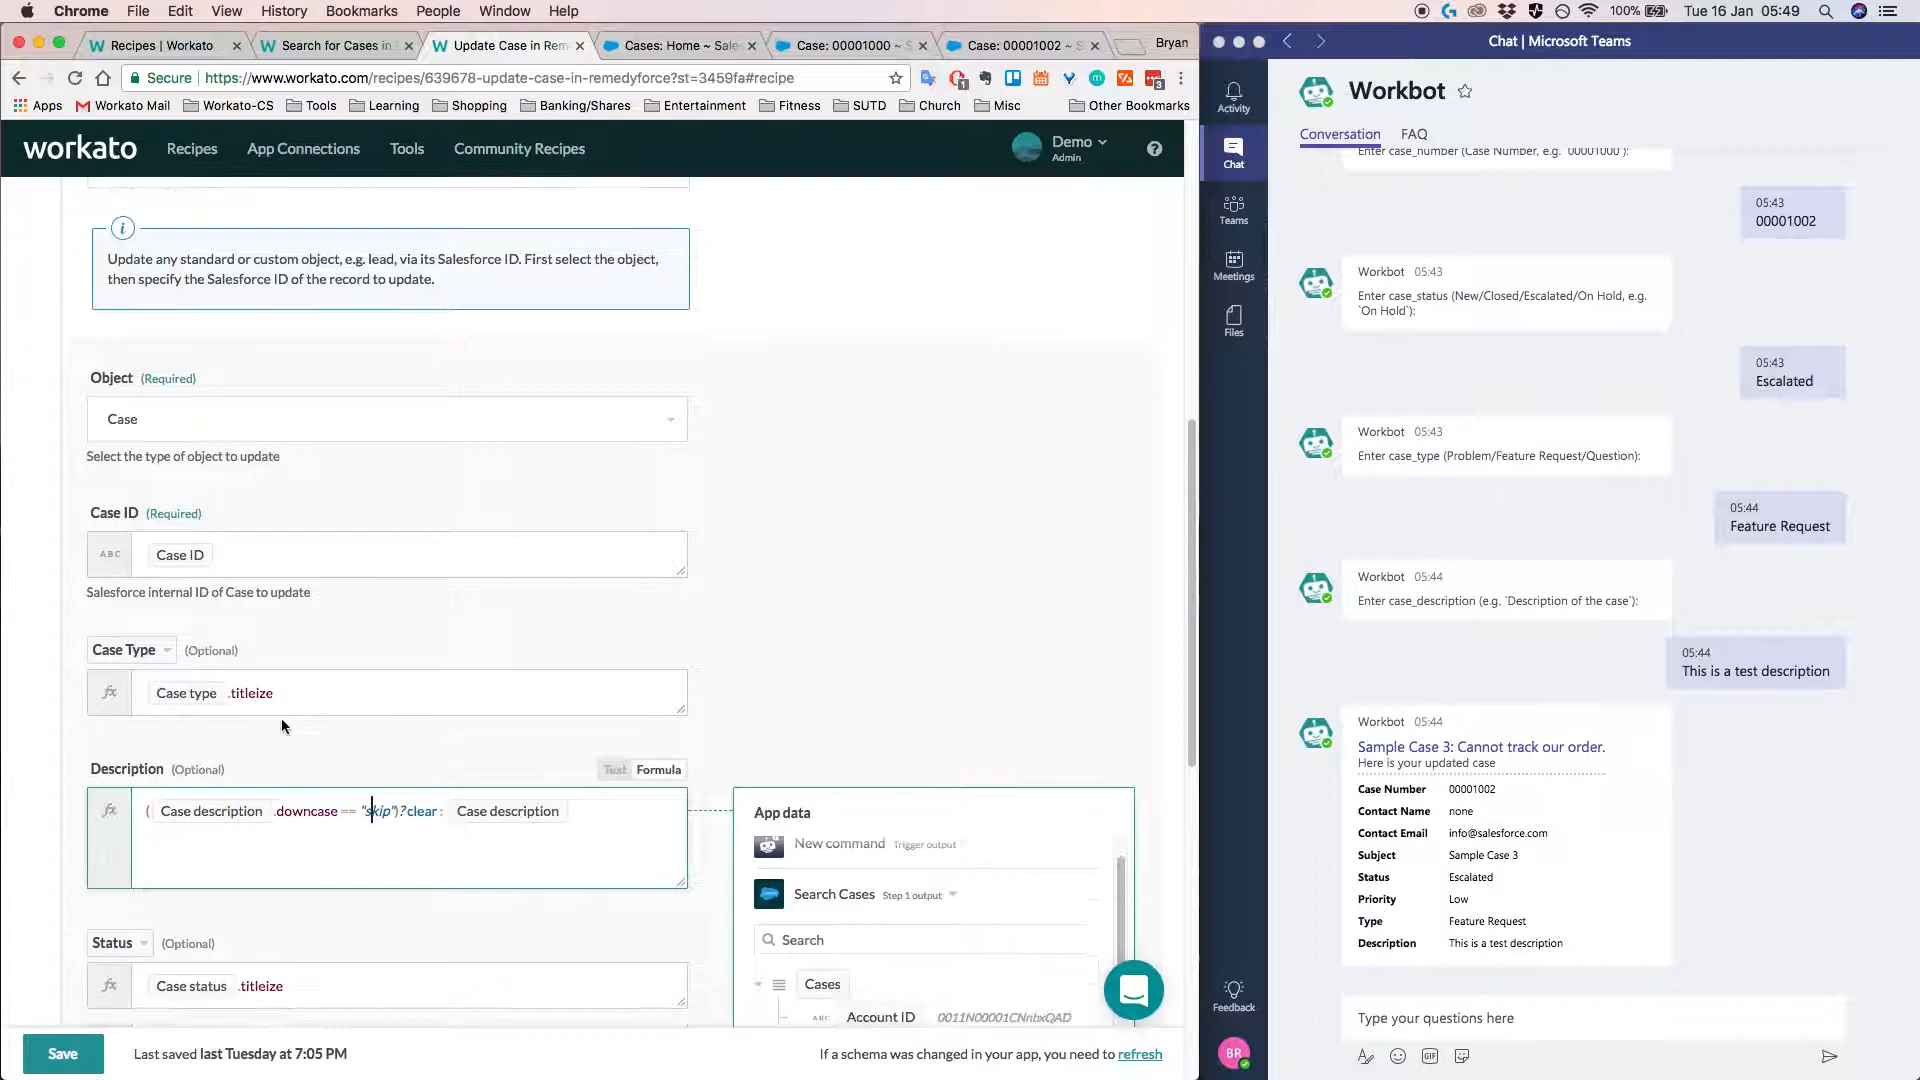 Chrome File Edit View History Bookmarks People Window Help
100% Tue 16 Jan 05:49
Recipes | Workato
Search for Cases in
Update Case in Rem
Cases: Home ~ Sale
Case: 00001000 ~ S
Case: 00001002 ~ S
Bryan
Secure https://www.workato.com/recipes/639678-update-case-in-remedyforce?st=3459fa#recipe
Apps Workato Mail Workato-CS Tools Learning Shopping Banking/Shares Entertainment Fitness SUTD Church Misc Other Bookmarks
workato Recipes App Connections Tools Community Recipes Demo
Admin
Update any standard or custom object, e.g. lead, via its Salesforce ID. First select the object,
then specify the Salesforce ID of the record to update.
Object (Required)
Case
Select the type of object to update
Case ID (Required)
ABC Case ID
Salesforce internal ID of Case to update
Case Type (Optional)
fx Case type .titleize
Description (Optional) Text Formula
fx ( Case description .downcase == "skip")?clear : Case description
Status (Optional)
fx Case status .titleize
App data
New command Trigger output
Search Cases Step 1 output
Search
Cases
ABC Account ID 0011N00001CNnbxQAD
Save Last saved last Tuesday at 7:05 PM If a schema was changed in your app, you need to refresh
Chat | Microsoft Teams
Activity
Chat
Teams
Meetings
Files
Feedback
BR
Workbot
Conversation FAQ
Enter case_number (Case Number, e.g. `00001000`):
05:43
00001002
Workbot 05:43
Enter case_status (New/Closed/Escalated/On Hold, e.g.
`On Hold`):
05:43
Escalated
Workbot 05:43
Enter case_type (Problem/Feature Request/Question):
05:44
Feature Request
Workbot 05:44
Enter case_description (e.g. `Description of the case`):
05:44
This is a test description
Workbot 05:44
Sample Case 3: Cannot track our order.
Here is your updated case
Case Number 00001002
Contact Name none
Contact Email info@salesforce.com
Subject Sample Case 3
Status Escalated
Priority Low
Type Feature Request
Description This is a test description
Type your questions here
GIF